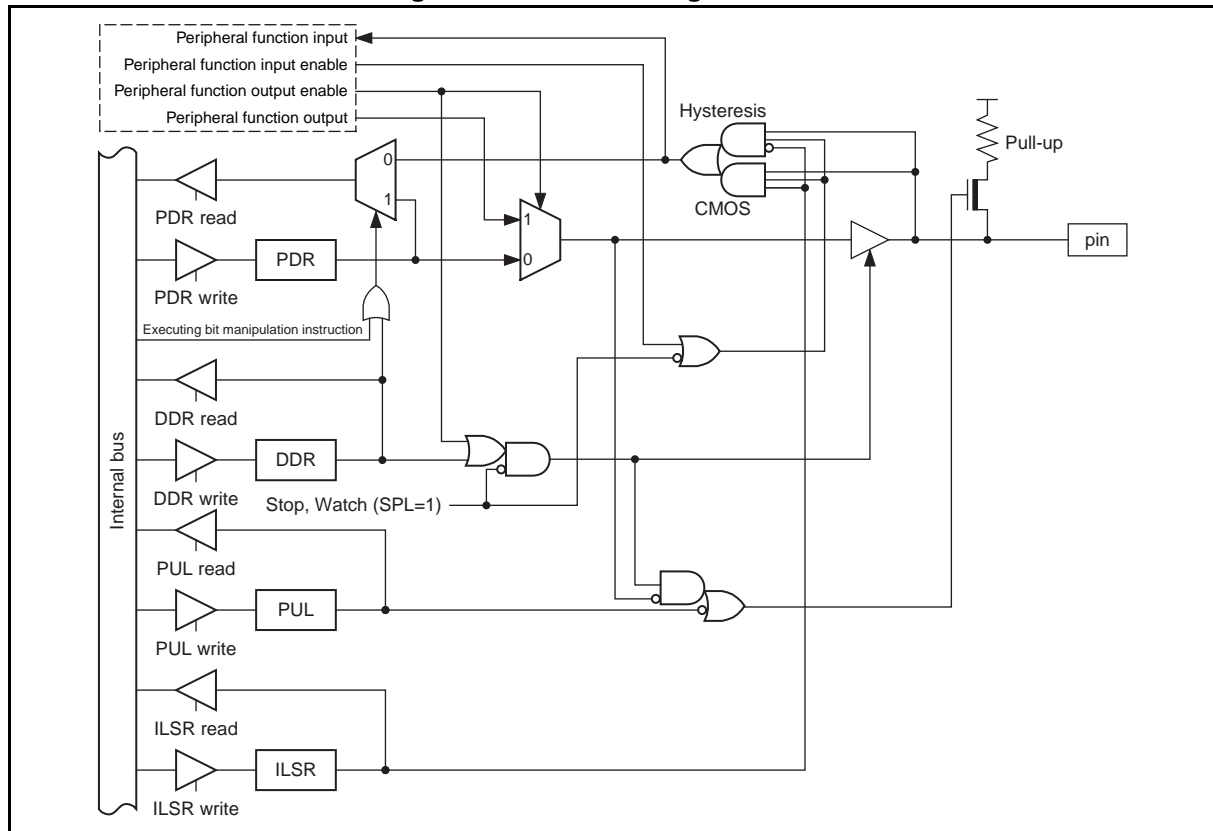 Peripheral function input
Peripheral function input enable
Peripheral function output enable
Peripheral function output
Hysteresis
Pull-up
CMOS
0
1
PDR read
1
0
pin
PDR
PDR write
Executing bit manipulation instruction
DDR read
Internal bus
DDR
DDR write
Stop, Watch (SPL=1)
PUL read
PUL
PUL write
ILSR read
ILSR
ILSR write